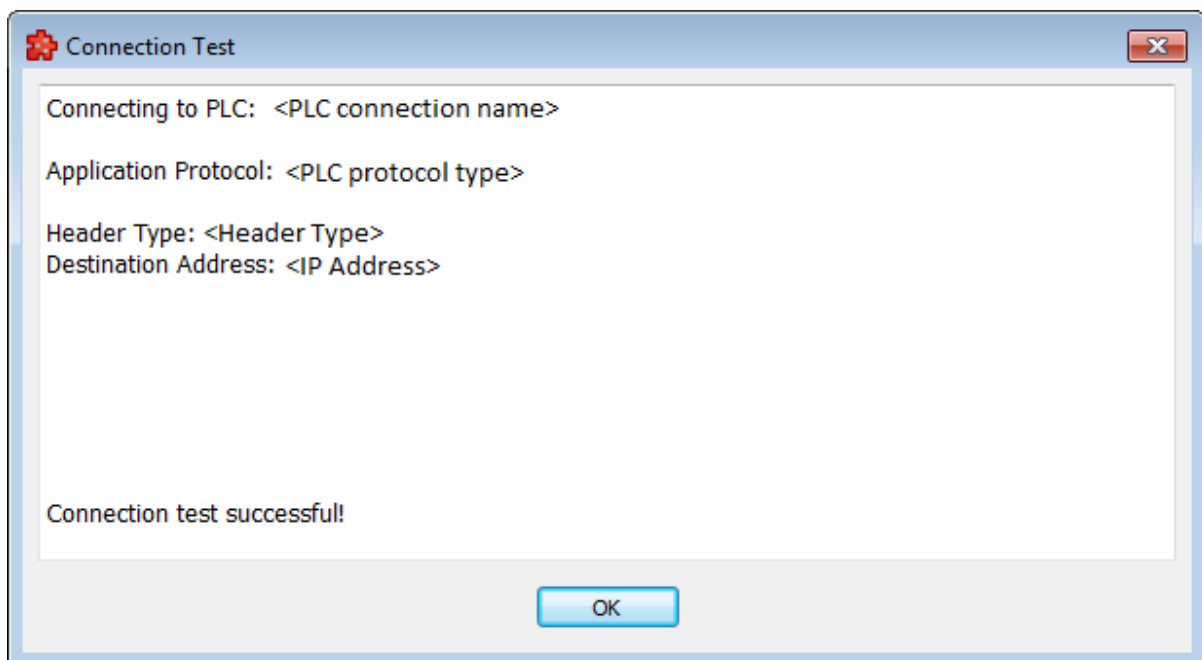 Connection Test
Connecting to PLC: <PLC connection name>
Application Protocol: <PLC protocol type>
Header Type: <Header Type>
Destination Address: <IP Address>
Connection test successful!
OK